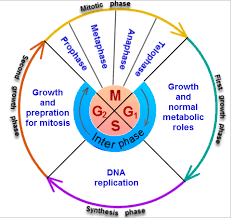 Mitotic phase
Prophase
Metaphase
Anaphase
Telophase
Second growth phase
First growth phase
Growth
and
preparation
for mitosis
M
G2
G1
S
Inter phase
Growth
and
normal
metabolic
roles
DNA
replication
Synthesis phase